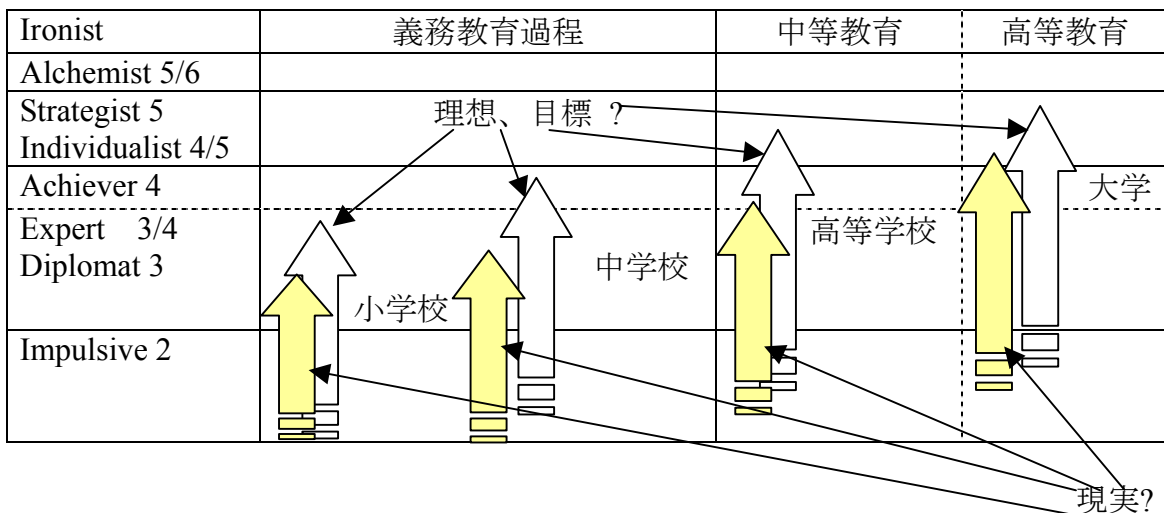 Ironist 義務教育過程 中等教育 高等教育
Alchemist 5/6
Strategist 5
理想、目標 ?
Individualist 4/5
Achiever 4
大学
Expert 3/4
高等学校
Diplomat 3
中学校
小学校
Impulsive 2
現実?